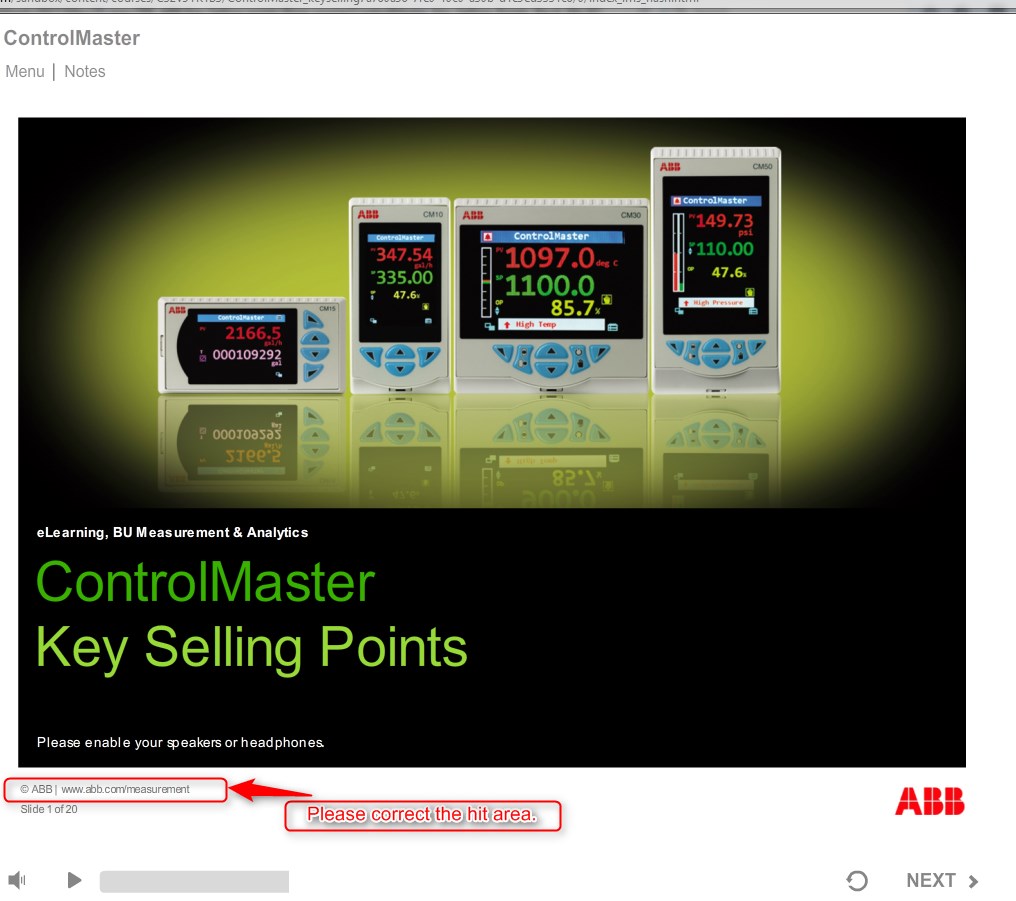 ControlMaster
Menu | Notes
ABB CM15
ControlMaster
PV 2166.5
gal/h
000109292
gal
ABB CM10
ControlMaster
347.54
gal/h
335.00
47.6%
ABB CM30
ControlMaster
PV 1097.0 deg C
SP 1100.0
OP 85.7%
High Temp
ABB CM50
ControlMaster
PV 149.73
psi
110.00
OP 47.6%
High Pressure
eLearning, BU Measurement & Analytics
ControlMaster
Key Selling Points
Please enable your speakers or headphones.
© ABB | www.abb.com/measurement
Slide 1 of 20
Please correct the hit area.
ABB
NEXT